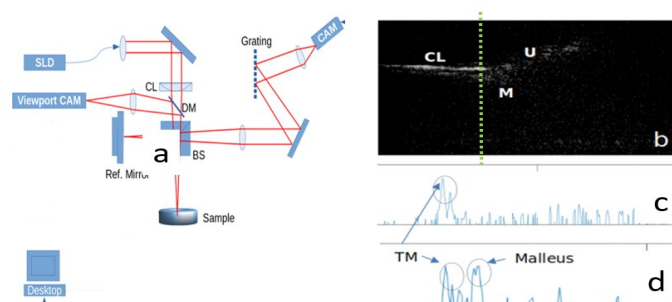 SLD
Viewport CAM
CL
DM
BS
Ref. Mirror
a
Sample
Grating
CAM
Desktop
CL
U
M
b
c
TM
Malleus
d